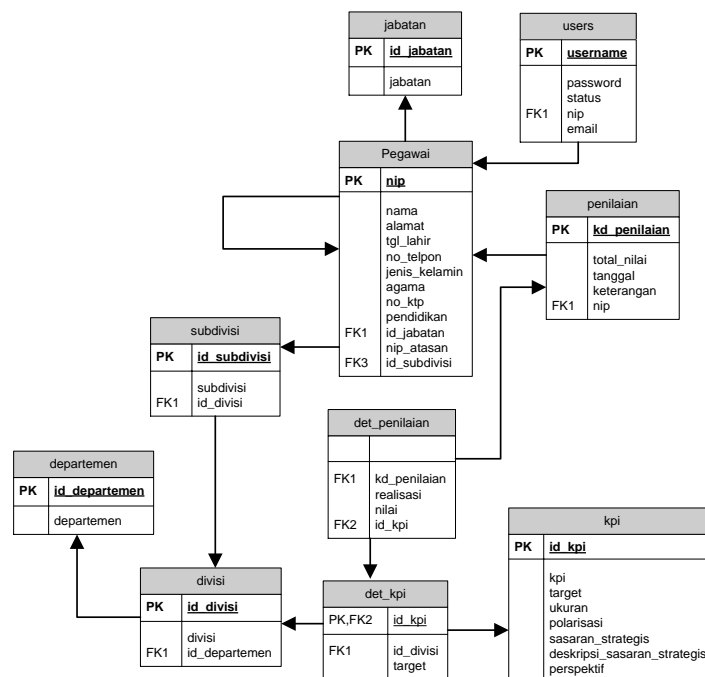 jabatan
PK id_jabatan
jabatan
users
PK username
password
status
FK1 nip
email
Pegawai
PK nip
nama
alamat
tgl_lahir
no_telpon
jenis_kelamin
agama
no_ktp
pendidikan
FK1 id_jabatan
nip_atasan
FK3 id_subdivisi
penilaian
PK kd_penilaian
total_nilai
tanggal
keterangan
FK1 nip
subdivisi
PK id_subdivisi
subdivisi
FK1 id_divisi
det_penilaian
FK1 kd_penilaian
realisasi
nilai
FK2 id_kpi
departemen
PK id_departemen
departemen
kpi
PK id_kpi
kpi
target
ukuran
polarisasi
sasaran_strategis
deskripsi_sasaran_strategis
perspektif
divisi
PK id_divisi
divisi
FK1 id_departemen
det_kpi
PK,FK2 id_kpi
FK1 id_divisi
target